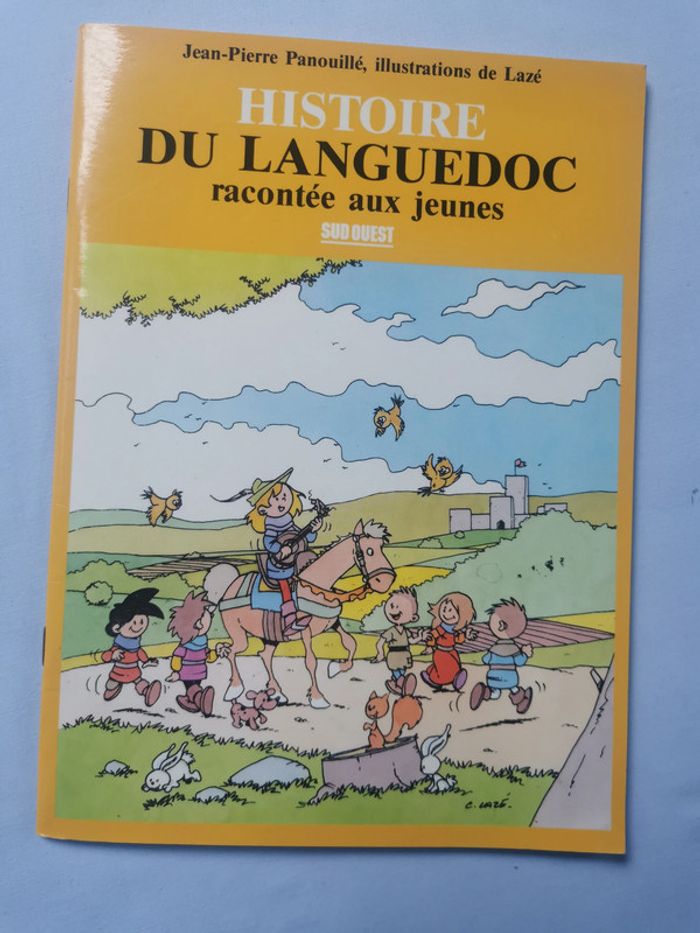 Jean-Pierre Panouillé, illustrations de Lazé
HISTOIRE
DU LANGUEDOC
racontée aux jeunes
SUD OUEST
C. LAZÉ.